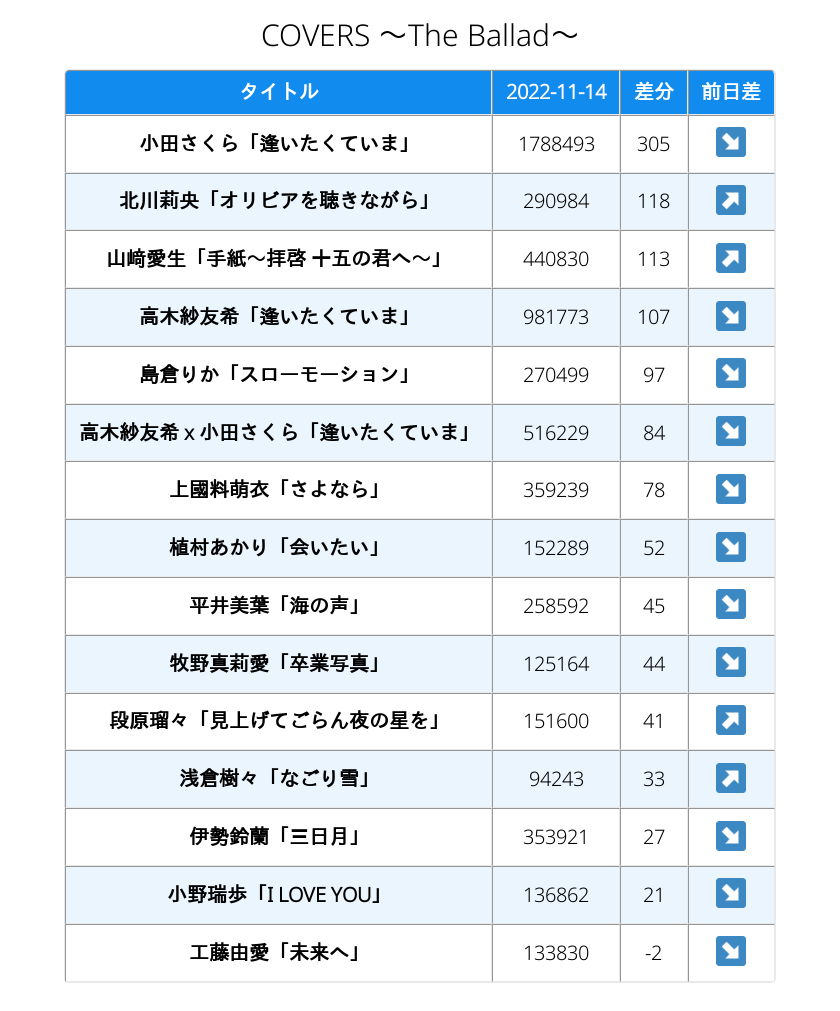 COVERS ～The Ballad～
タイトル 2022-11-14 差分 前日差
小田さくら「逢いたくていま」 1788493 305 ↘
北川莉央「オリビアを聴きながら」 290984 118 ↗
山﨑愛生「手紙～拝啓 十五の君へ～」 440830 113 ↗
高木紗友希「逢いたくていま」 981773 107 ↘
島倉りか「スローモーション」 270499 97 ↘
高木紗友希 x 小田さくら「逢いたくていま」 516229 84 ↘
上國料萌衣「さよなら」 359239 78 ↘
植村あかり「会いたい」 152289 52 ↘
平井美葉「海の声」 258592 45 ↘
牧野真莉愛「卒業写真」 125164 44 ↘
段原瑠々「見上げてごらん夜の星を」 151600 41 ↗
浅倉樹々「なごり雪」 94243 33 ↗
伊勢鈴蘭「三日月」 353921 27 ↘
小野瑞歩「I LOVE YOU」 136862 21 ↘
工藤由愛「未来へ」 133830 -2 ↘